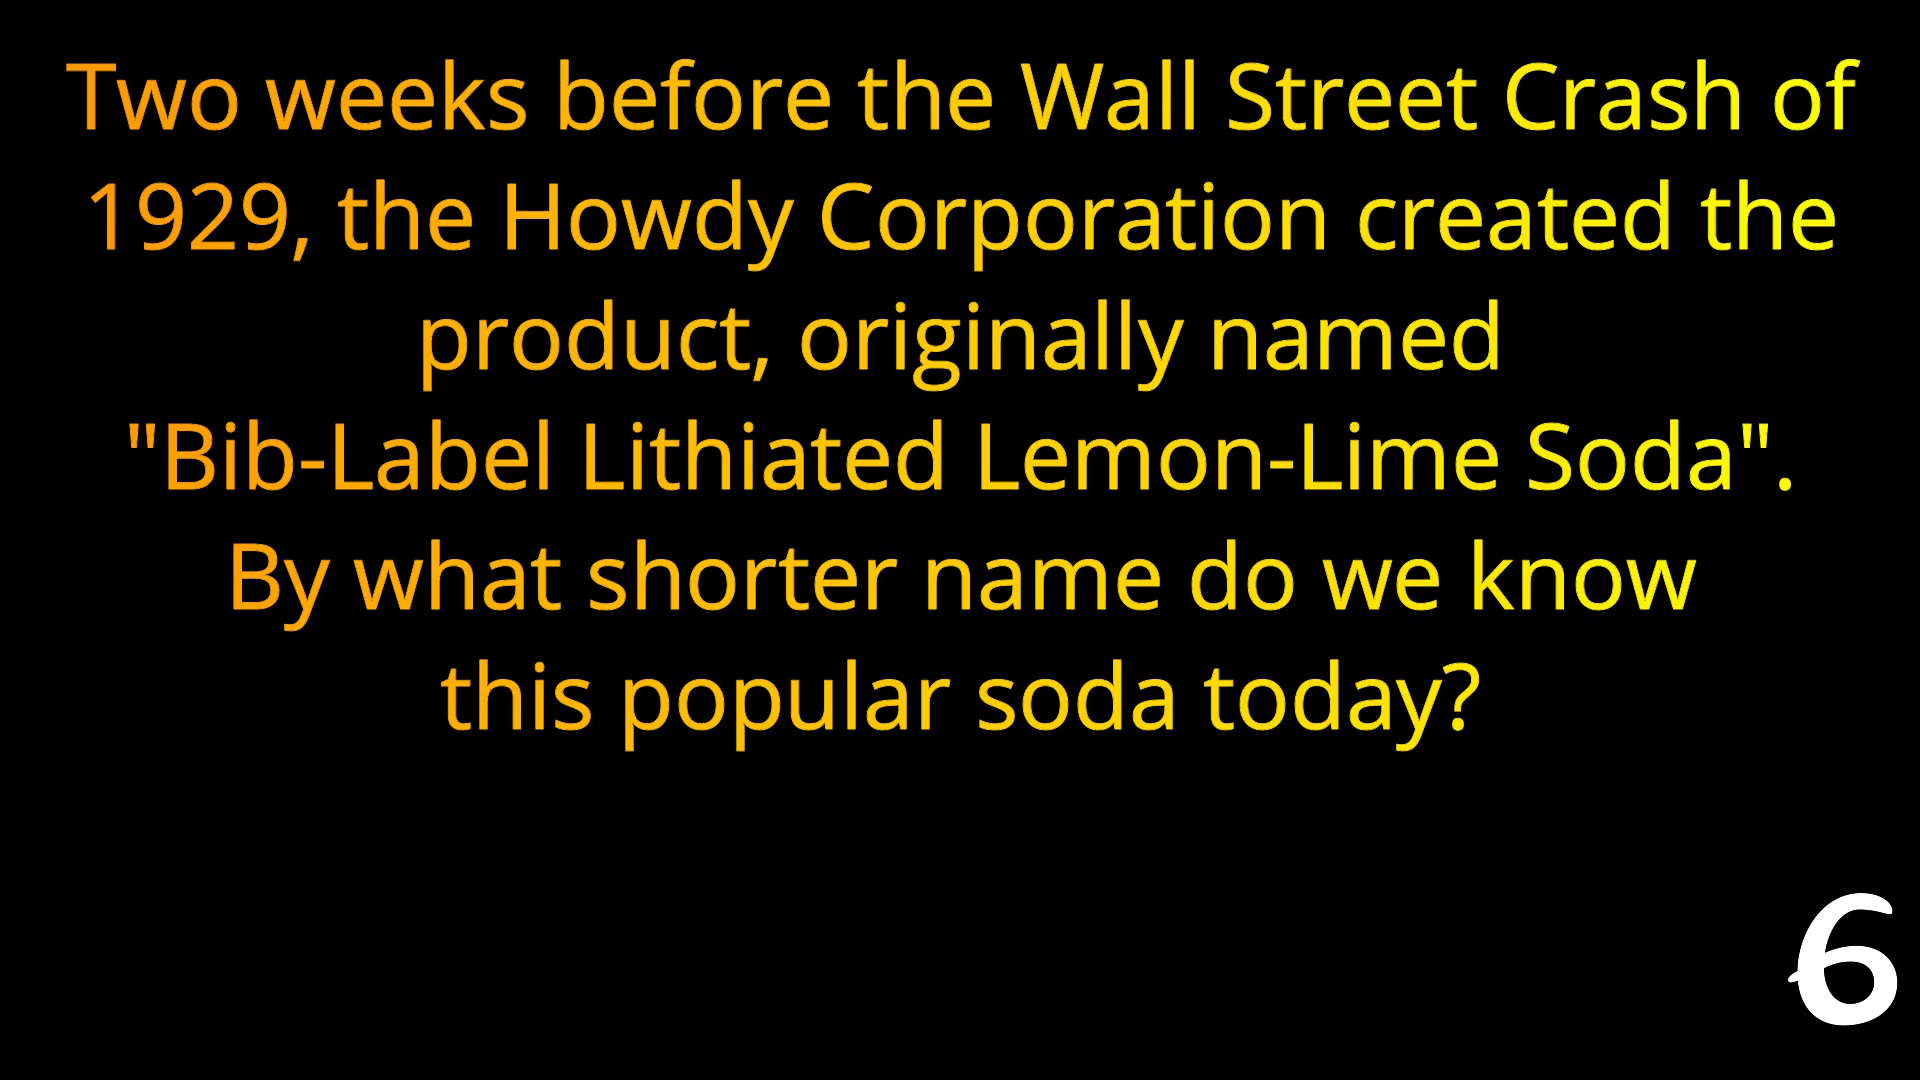 Two weeks before the Wall Street Crash of
1929, the Howdy Corporation created the
product, originally named
"Bib-Label Lithiated Lemon-Lime Soda".
By what shorter name do we know
this popular soda today?
6